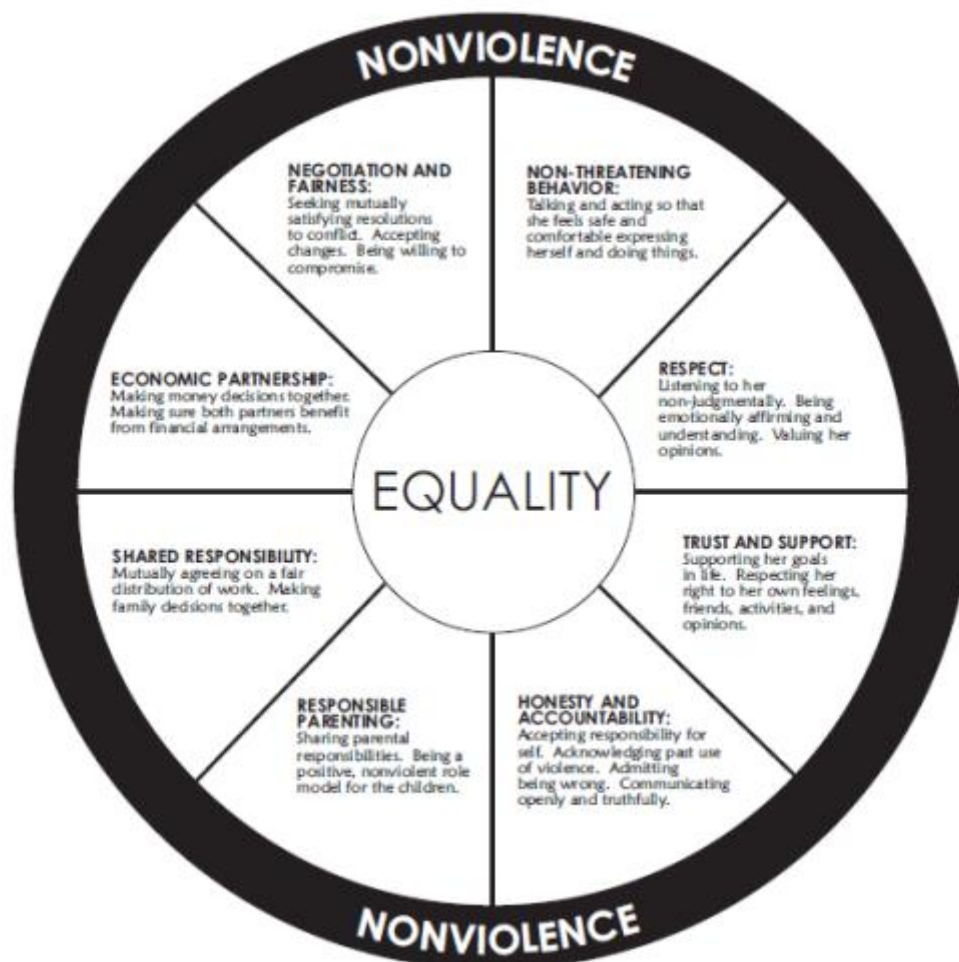 NONVIOLENCE
NEGOTIATION AND
FAIRNESS:
Seeking mutually
satisfying resolutions
to conflict. Accepting
changes. Being willing to
compromise.
NON-THREATENING
BEHAVIOR:
Talking and acting so that
she feels safe and
comfortable expressing
herself and doing things.
ECONOMIC PARTNERSHIP:
Making money decisions together.
Making sure both partners benefit
from financial arrangements.
RESPECT:
Listening to her
non-judgmentally. Being
emotionally affirming and
understanding. Valuing her
opinions.
EQUALITY
SHARED RESPONSIBILITY:
Mutually agreeing on a fair
distribution of work. Making
family decisions together.
TRUST AND SUPPORT:
Supporting her goals
in life. Respecting her
right to her own feelings,
friends, activities, and
opinions.
RESPONSIBLE
PARENTING:
Sharing parental
responsibilities. Being a
positive, nonviolent role
model for the children.
HONESTY AND
ACCOUNTABILITY:
Accepting responsibility for
self. Acknowledging past use
of violence. Admitting
being wrong. Communicating
openly and truthfully.
NONVIOLENCE